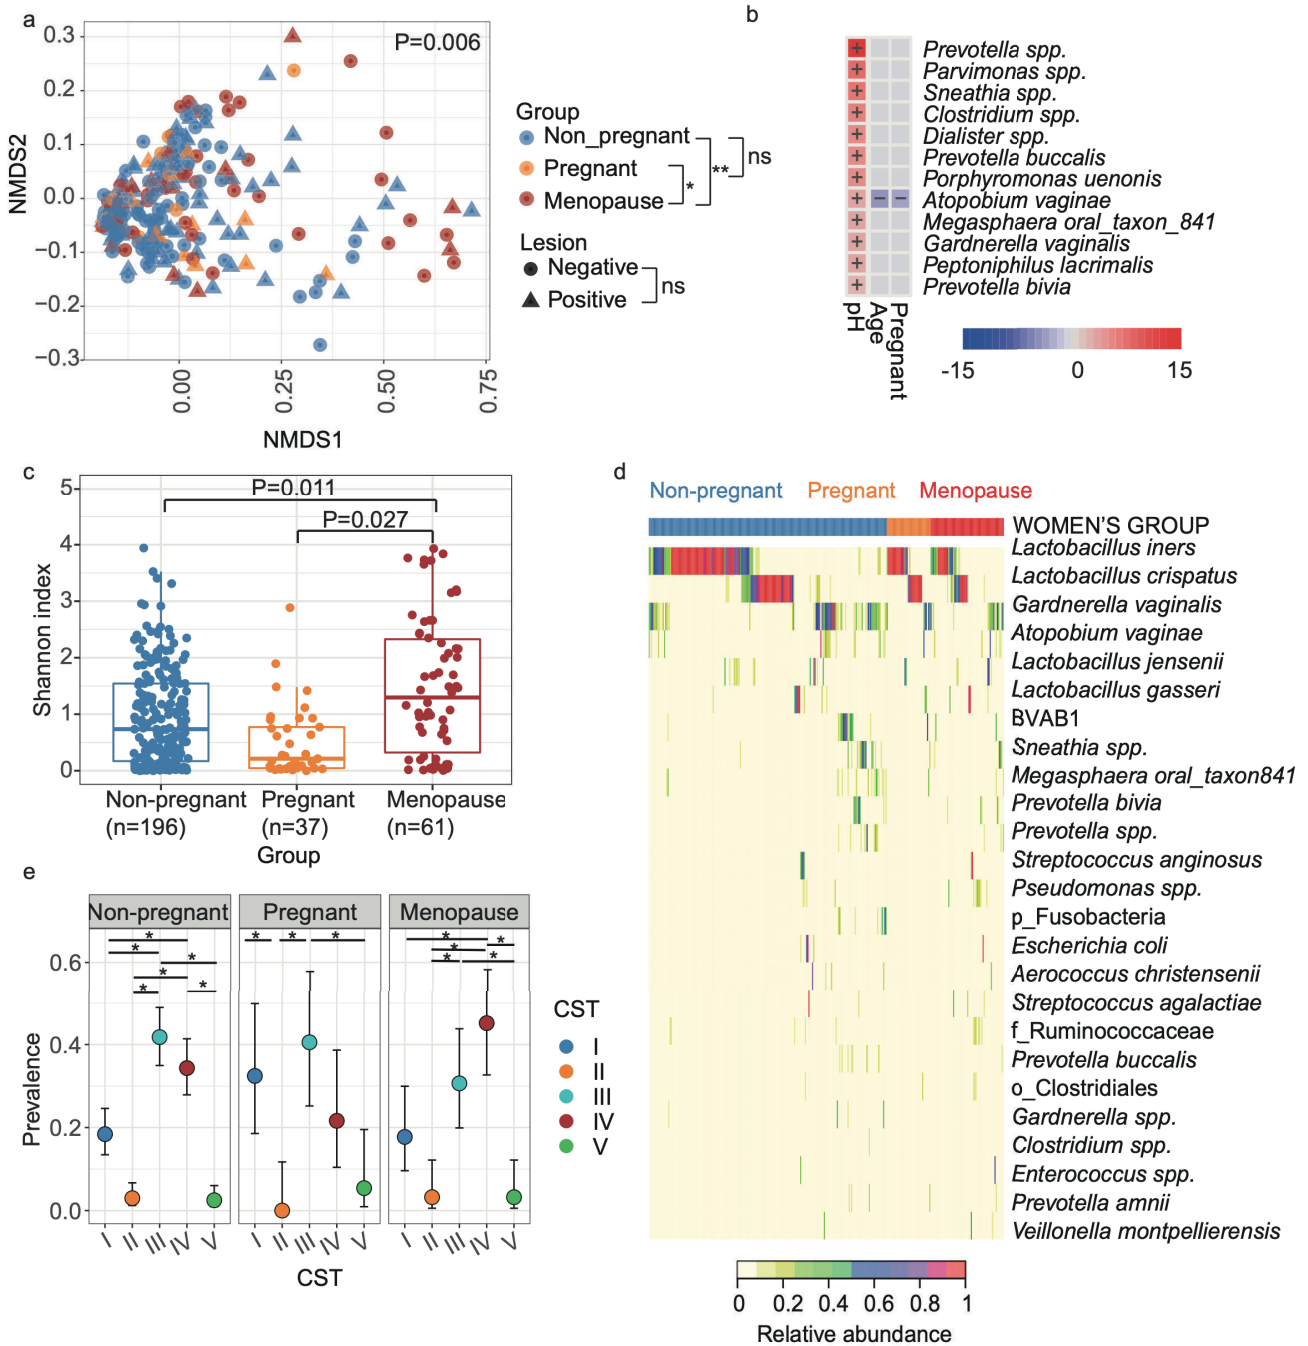 a
P=0.006
0.3
0.2
0.1
0.0
−0.1
−0.2
−0.3
NMDS2
0.00
0.25
0.50
0.75
NMDS1
Group
Non_pregnant
Pregnant
Menopause
*
**
ns
Lesion
Negative
Positive
ns
b
+ Prevotella spp.
+ Parvimonas spp.
+ Sneathia spp.
+ Clostridium spp.
+ Dialister spp.
+ Prevotella buccalis
+ Porphyromonas uenonis
+ − − Atopobium vaginae
+ Megasphaera oral_taxon_841
+ Gardnerella vaginalis
+ Peptoniphilus lacrimalis
+ Prevotella bivia
pH
Age
Pregnant
-15 0 15
c
P=0.011
P=0.027
5
4
3
2
1
0
Shannon index
Non-pregnant Pregnant Menopause
(n=196) (n=37) (n=61)
Group
d
Non-pregnant Pregnant Menopause
WOMEN'S GROUP
Lactobacillus iners
Lactobacillus crispatus
Gardnerella vaginalis
Atopobium vaginae
Lactobacillus jensenii
Lactobacillus gasseri
BVAB1
Sneathia spp.
Megasphaera oral_taxon841
Prevotella bivia
Prevotella spp.
Streptococcus anginosus
Pseudomonas spp.
p_Fusobacteria
Escherichia coli
Aerococcus christensenii
Streptococcus agalactiae
f_Ruminococcaceae
Prevotella buccalis
o_Clostridiales
Gardnerella spp.
Clostridium spp.
Enterococcus spp.
Prevotella amnii
Veillonella montpellierensis
0 0.2 0.4 0.6 0.8 1
Relative abundance
e
Non-pregnant Pregnant Menopause
* * * * *
* * *
* * * * *
0.6
0.4
0.2
0.0
Prevalence
I II III IV V I II III IV V I II III IV V
CST
CST
I
II
III
IV
V